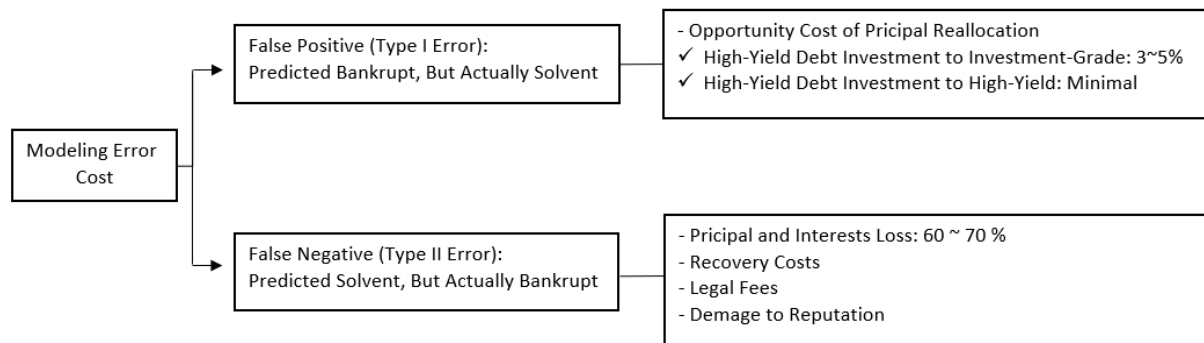 Modeling Error
Cost
False Positive (Type I Error):
Predicted Bankrupt, But Actually Solvent
- Opportunity Cost of Pricipal Reallocation
✓ High-Yield Debt Investment to Investment-Grade: 3~5%
✓ High-Yield Debt Investment to High-Yield: Minimal
False Negative (Type II Error):
Predicted Solvent, But Actually Bankrupt
- Pricipal and Interests Loss: 60 ~ 70 %
- Recovery Costs
- Legal Fees
- Demage to Reputation